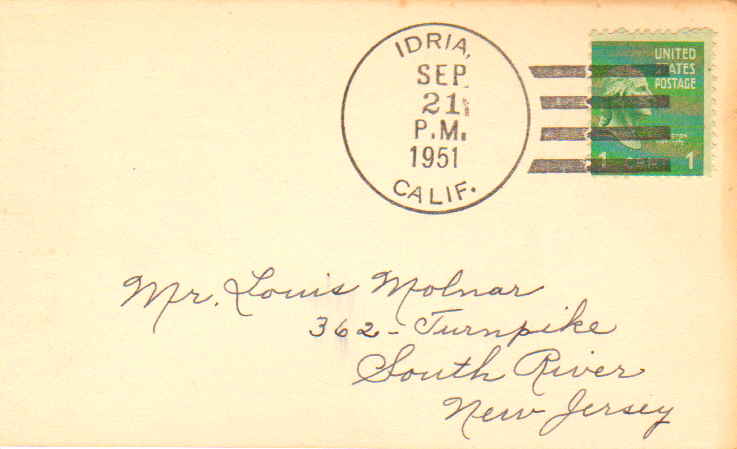 IDRIA,
SEP
21
P.M.
1951
CALIF.
UNITED
STATES
POSTAGE
1 1
Mr. Louis Molnar
362 - Turnpike
South River
New Jersey